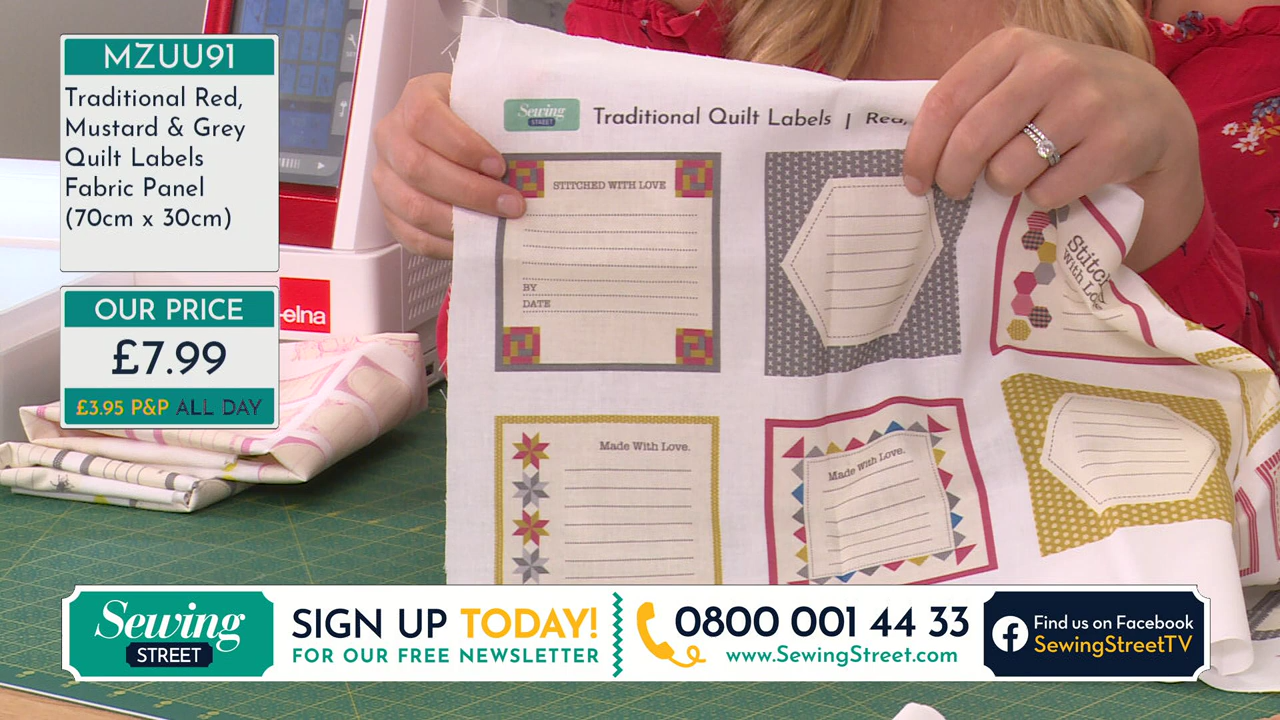 MZUU91
Traditional Red,
Mustard & Grey
Quilt Labels
Fabric Panel
(70cm x 30cm)
OUR PRICE
£7.99
£3.95 P&P ALL DAY
elna
Sewing
STREET
Traditional Quilt Labels | Red,
STITCHED WITH LOVE
BY
DATE
Stitch
With Lo
Made With Love.
Made With Love.
Sewing
STREET
SIGN UP TODAY!
FOR OUR FREE NEWSLETTER
0800 001 44 33
www.SewingStreet.com
Find us on Facebook
SewingStreetTV